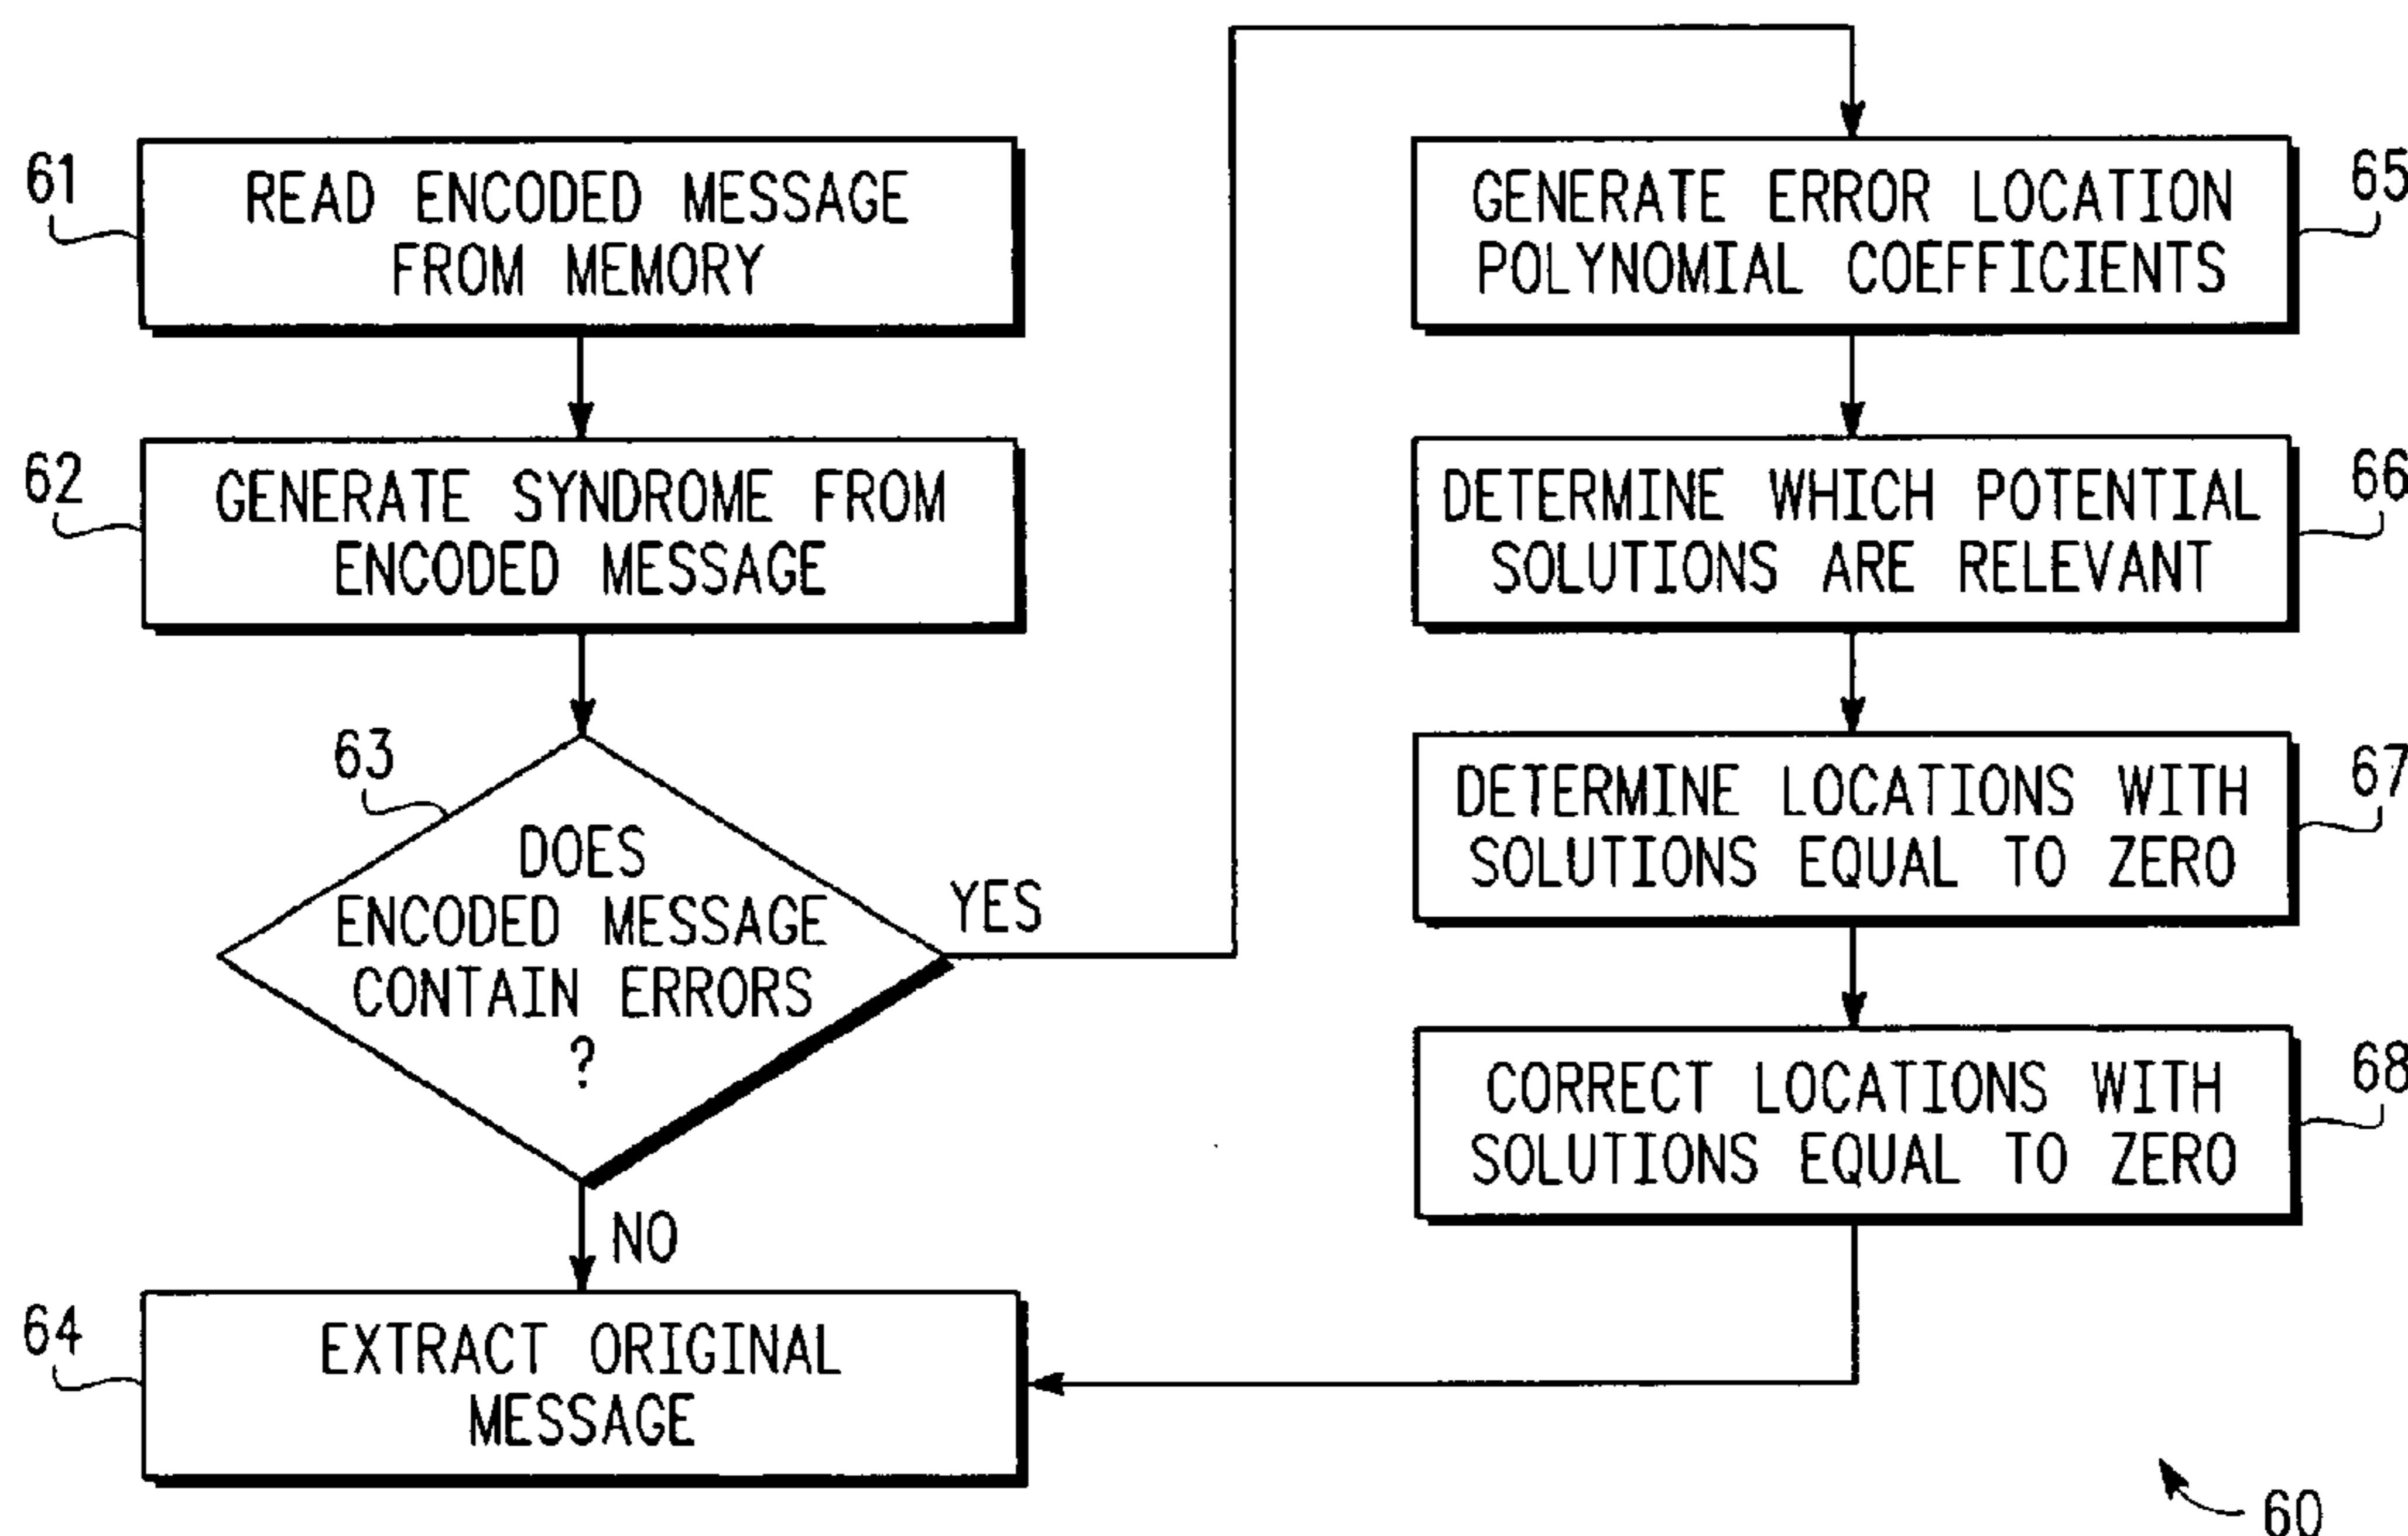 61
READ ENCODED MESSAGE
FROM MEMORY
62
GENERATE SYNDROME FROM
ENCODED MESSAGE
63
DOES
ENCODED MESSAGE
CONTAIN ERRORS
?
YES
NO
64
EXTRACT ORIGINAL
MESSAGE
65
GENERATE ERROR LOCATION
POLYNOMIAL COEFFICIENTS
66
DETERMINE WHICH POTENTIAL
SOLUTIONS ARE RELEVANT
67
DETERMINE LOCATIONS WITH
SOLUTIONS EQUAL TO ZERO
68
CORRECT LOCATIONS WITH
SOLUTIONS EQUAL TO ZERO
60